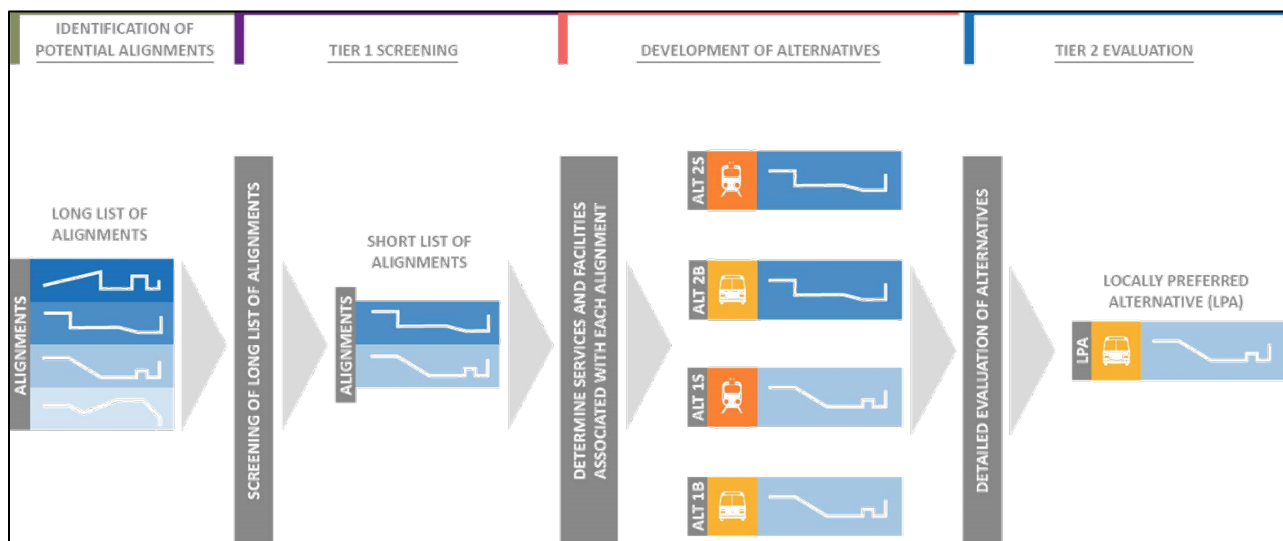 IDENTIFICATION OF
POTENTIAL ALIGNMENTS
TIER 1 SCREENING
DEVELOPMENT OF ALTERNATIVES
TIER 2 EVALUATION
LONG LIST OF
ALIGNMENTS
ALIGNMENTS
SCREENING OF LONG LIST OF ALIGNMENTS
SHORT LIST OF
ALIGNMENTS
ALIGNMENTS
DETERMINE SERVICES AND FACILITIES
ASSOCIATED WITH EACH ALIGNMENT
ALT 2S
ALT 2B
ALT 1S
ALT 1B
DETAILED EVALUATION OF ALTERNATIVES
LOCALLY PREFERRED
ALTERNATIVE (LPA)
LPA